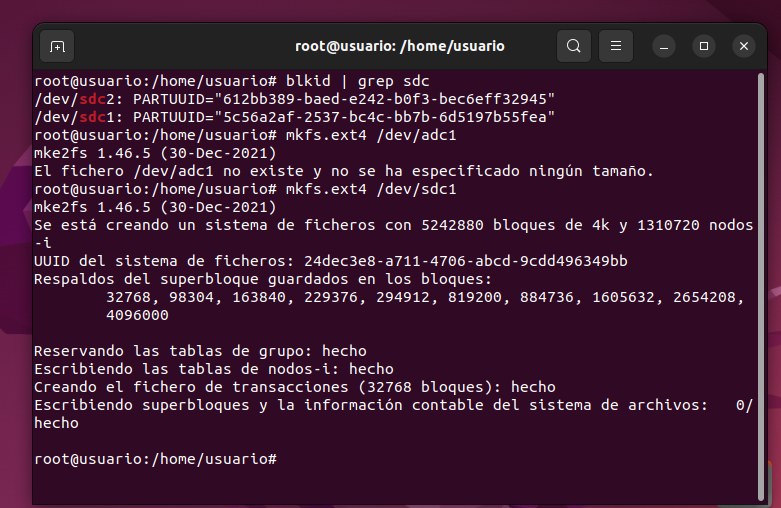 root@usuario: /home/usuario
root@usuario:/home/usuario# blkid | grep sdc
/dev/sdc2: PARTUUID="612bb389-baed-e242-b0f3-bec6eff32945"
/dev/sdc1: PARTUUID="5c56a2af-2537-bc4c-bb7b-6d5197b55fea"
root@usuario:/home/usuario# mkfs.ext4 /dev/adc1
mke2fs 1.46.5 (30-Dec-2021)
El fichero /dev/adc1 no existe y no se ha especificado ningún tamaño.
root@usuario:/home/usuario# mkfs.ext4 /dev/sdc1
mke2fs 1.46.5 (30-Dec-2021)
Se está creando un sistema de ficheros con 5242880 bloques de 4k y 1310720 nodos
-i
UUID del sistema de ficheros: 24dec3e8-a711-4706-abcd-9cdd496349bb
Respaldos del superbloque guardados en los bloques:
        32768, 98304, 163840, 229376, 294912, 819200, 884736, 1605632, 2654208,
        4096000

Reservando las tablas de grupo: hecho
Escribiendo las tablas de nodos-i: hecho
Creando el fichero de transacciones (32768 bloques): hecho
Escribiendo superbloques y la información contable del sistema de archivos:   0/
hecho

root@usuario:/home/usuario#